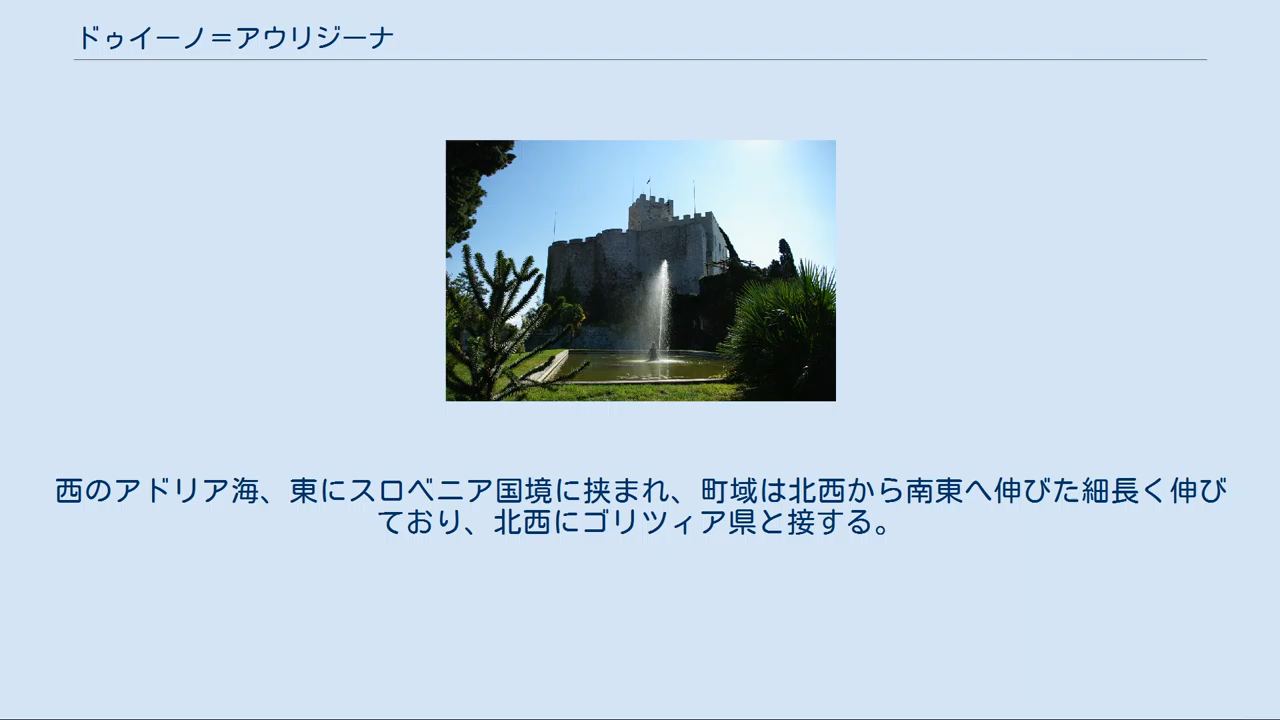 ドゥイーノ＝アウリジーナ
西のアドリア海、東にスロベニア国境に挟まれ、町域は北西から南東へ伸びた細長く伸び
ており、北西にゴリツィア県と接する。